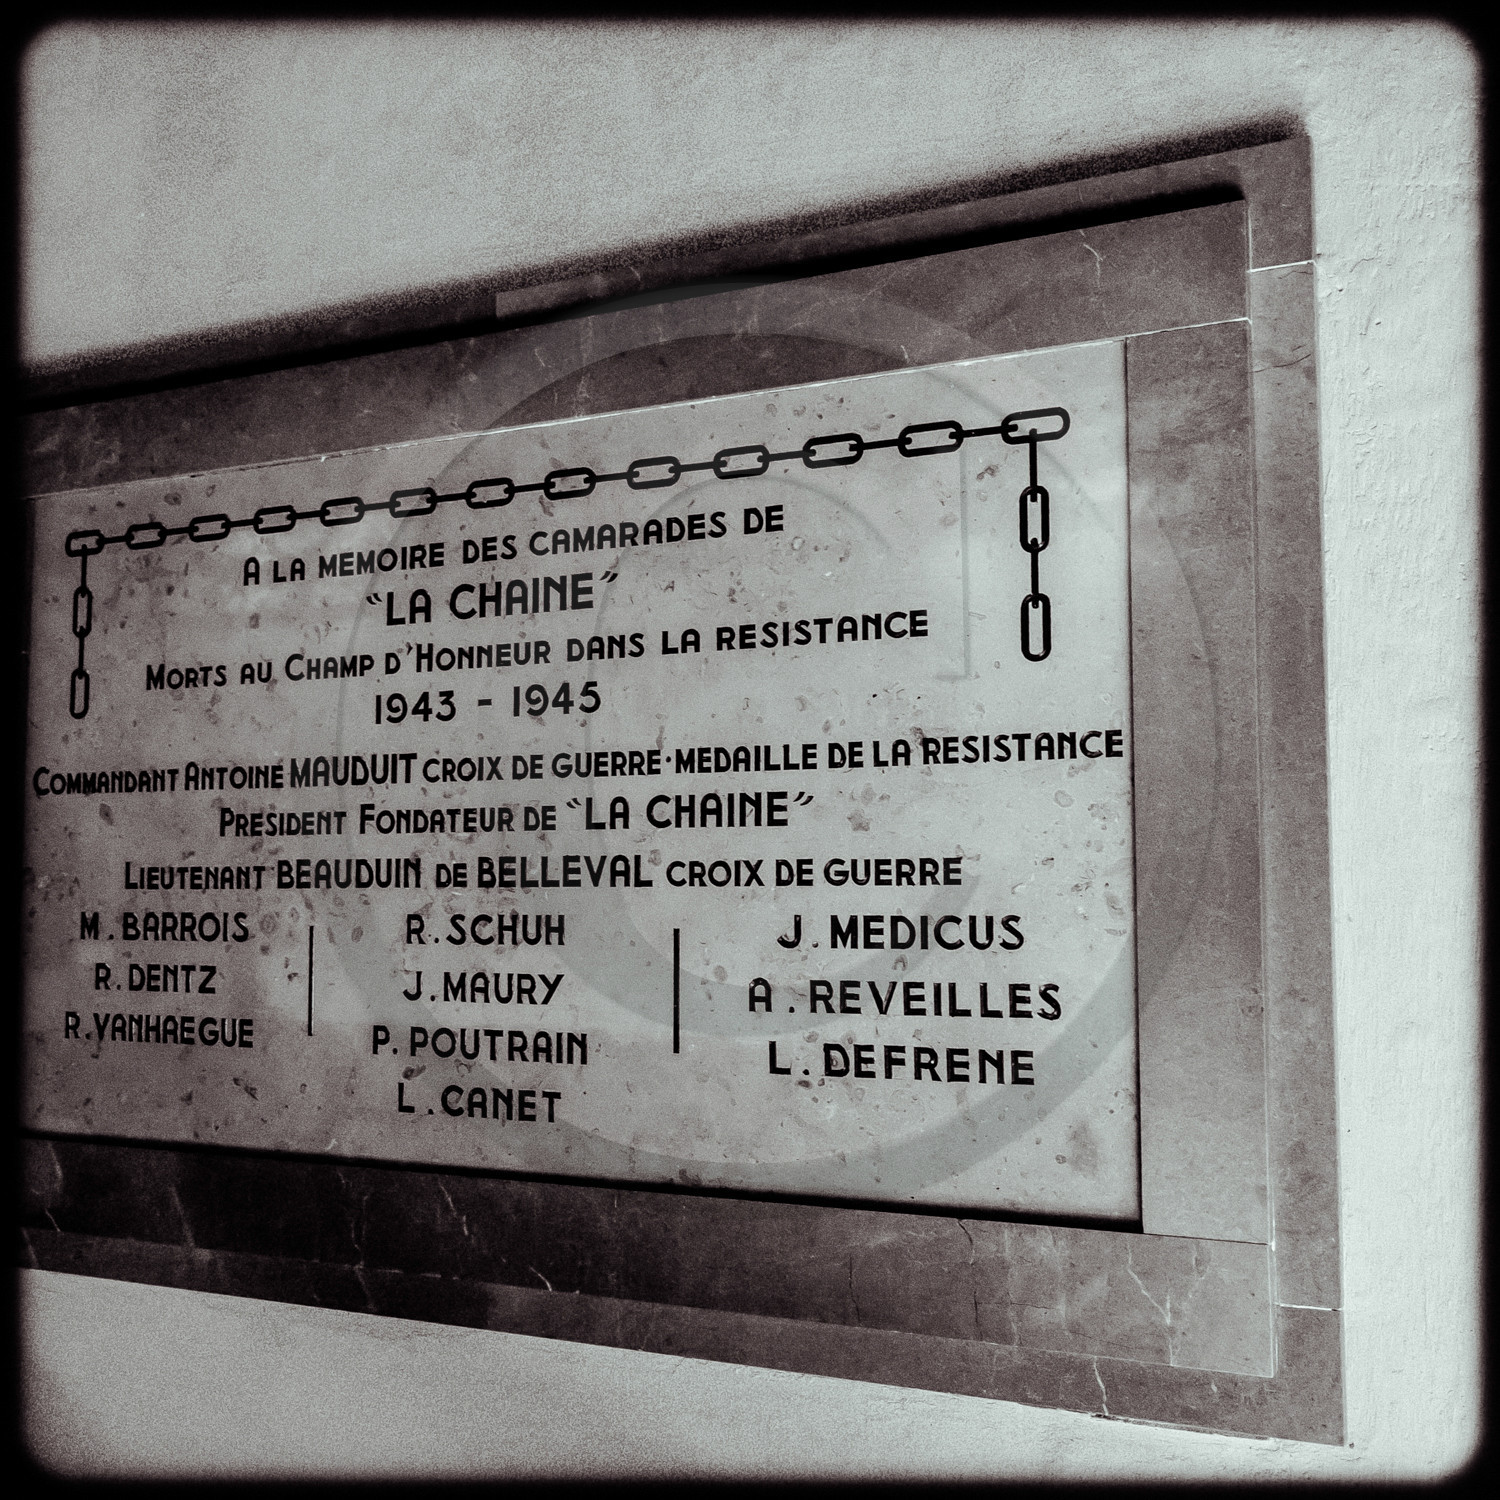 A LA MEMOIRE DES CAMARADES DE
"LA CHAINE"
MORTS AU CHAMP D'HONNEUR DANS LA RESISTANCE
1943 - 1945
COMMANDANT ANTOINE MAUDUIT CROIX DE GUERRE·MEDAILLE DE LA RESISTANCE
PRESIDENT FONDATEUR DE "LA CHAINE"
LIEUTENANT BEAUDUIN DE BELLEVAL CROIX DE GUERRE
M. BARROIS
R. DENTZ
R. VANHAEGUE
R. SCHUH
J. MAURY
P. POUTRAIN
L. CANET
J. MEDICUS
A. REVEILLES
L. DEFRENE